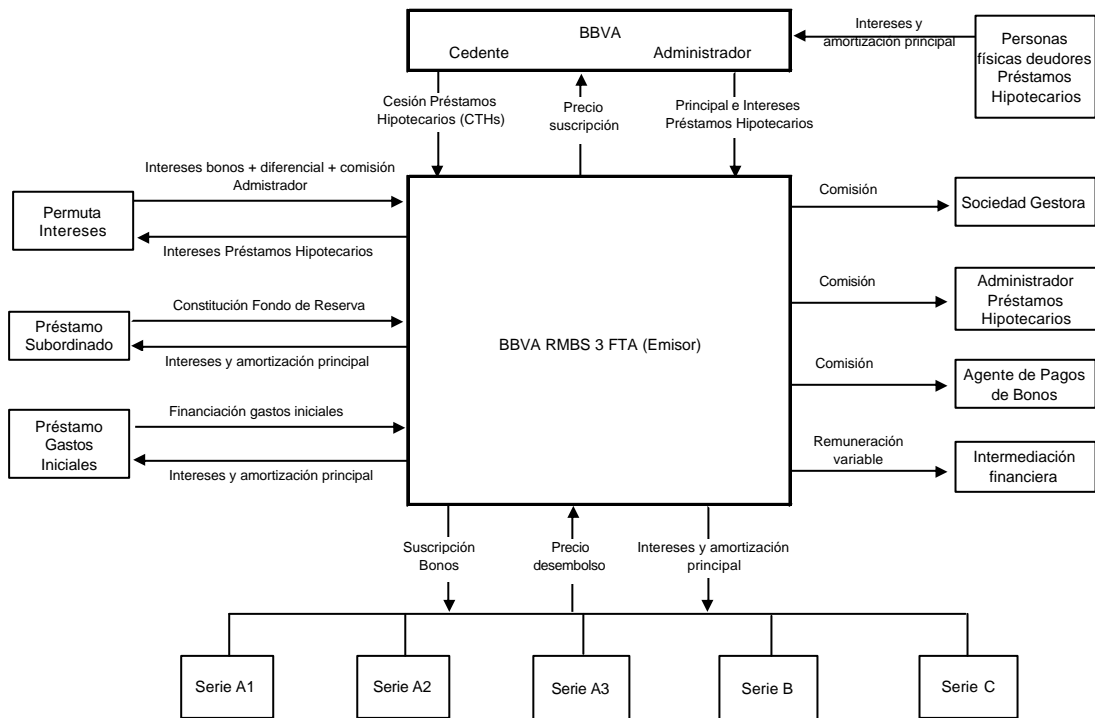 BBVA
Cedente
Administrador
Intereses y
amortización principal
Personas
físicas deudores
Préstamos
Hipotecarios
Cesión Préstamos
Hipotecarios (CTHs)
Precio
suscripción
Principal e Intereses
Préstamos Hipotecarios
Intereses bonos + diferencial + comisión
Admistrador
Permuta
Intereses
Intereses Préstamos Hipotecarios
Constitución Fondo de Reserva
Préstamo
Subordinado
Intereses y amortización principal
Financiación gastos iniciales
Préstamo
Gastos
Iniciales
Intereses y amortización principal
BBVA RMBS 3 FTA (Emisor)
Comisión
Sociedad Gestora
Comisión
Administrador
Préstamos
Hipotecarios
Comisión
Agente de Pagos
de Bonos
Remuneración
variable
Intermediación
financiera
Suscripción
Bonos
Precio
desembolso
Intereses y amortización
principal
Serie A1
Serie A2
Serie A3
Serie B
Serie C